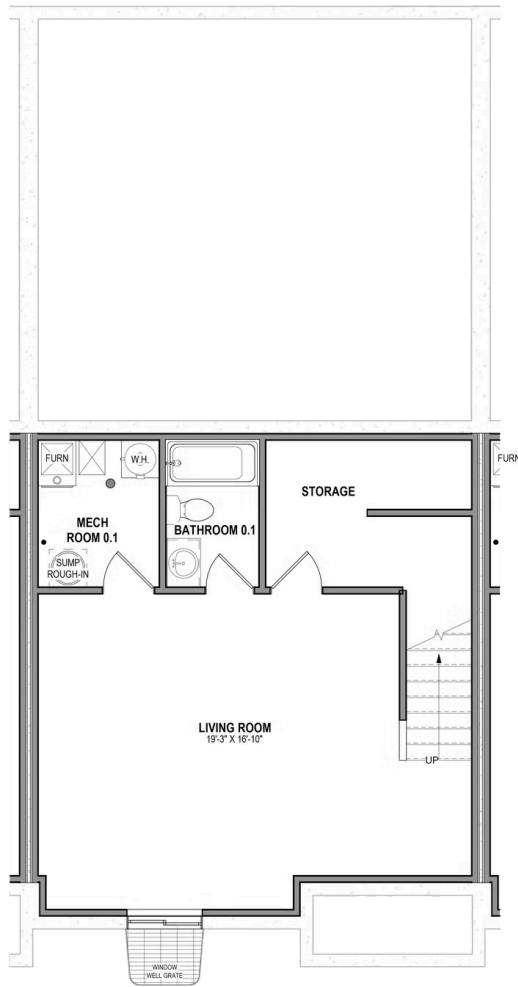 FURN
W.H.
FURN
STORAGE
MECH
ROOM 0.1
BATHROOM 0.1
SUMP
ROUGH-IN
LIVING ROOM
19'-3" X 16'-10"
UP
WINDOW
WELL GRATE